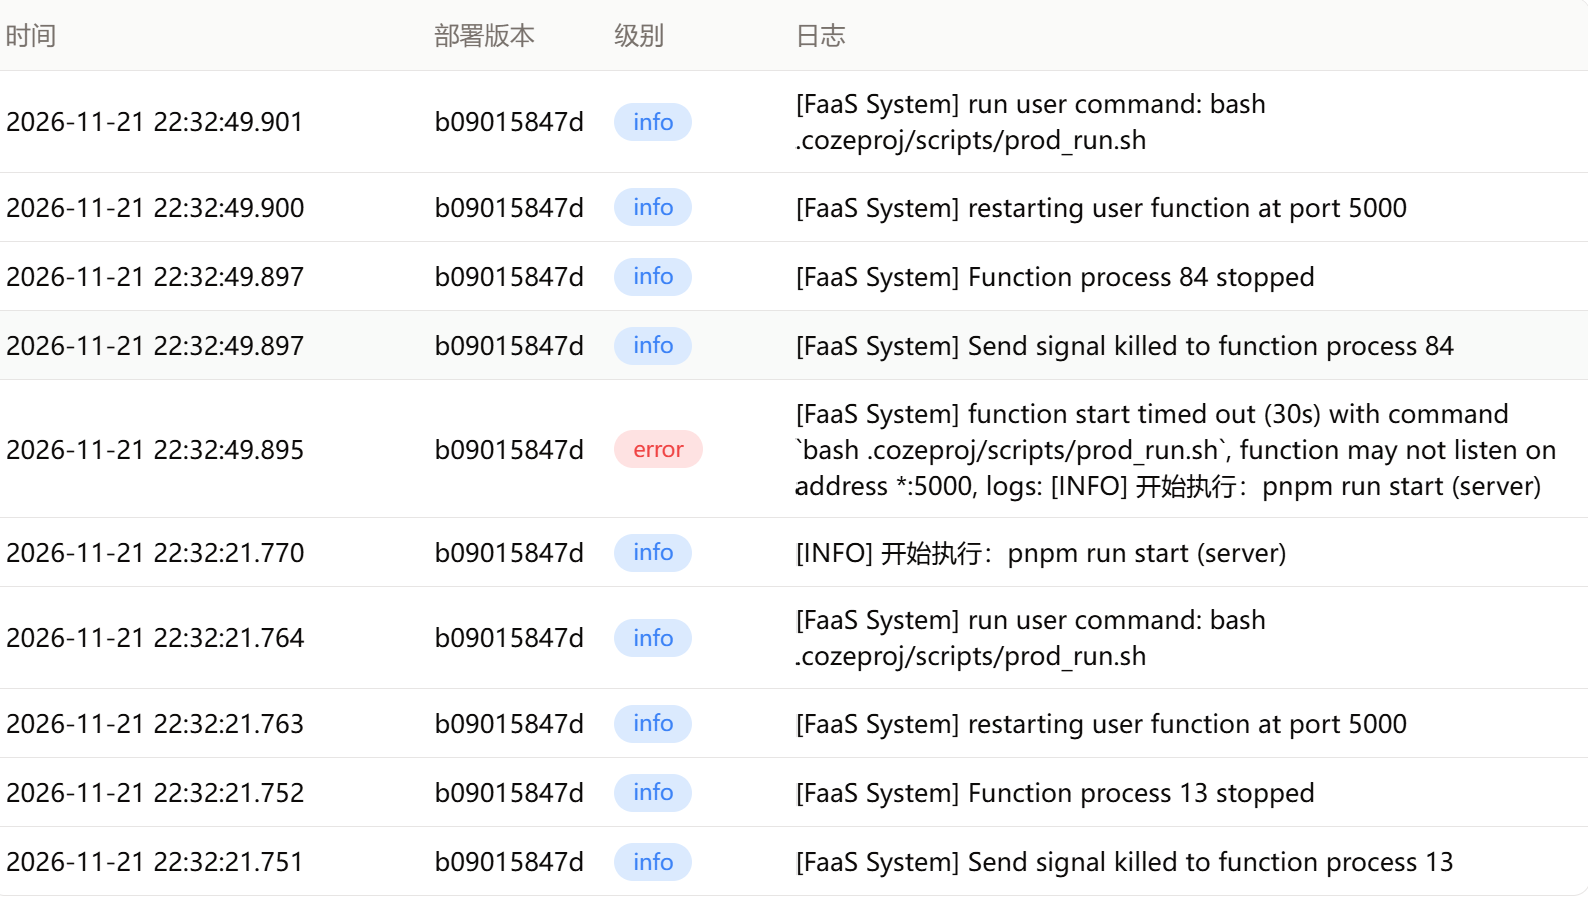 时间 部署版本 级别 日志
2026-11-21 22:32:49.901 b09015847d info [FaaS System] run user command: bash
.cozeproj/scripts/prod_run.sh
2026-11-21 22:32:49.900 b09015847d info [FaaS System] restarting user function at port 5000
2026-11-21 22:32:49.897 b09015847d info [FaaS System] Function process 84 stopped
2026-11-21 22:32:49.897 b09015847d info [FaaS System] Send signal killed to function process 84
2026-11-21 22:32:49.895 b09015847d error [FaaS System] function start timed out (30s) with command
`bash .cozeproj/scripts/prod_run.sh`, function may not listen on
address *:5000, logs: [INFO] 开始执行：pnpm run start (server)
2026-11-21 22:32:21.770 b09015847d info [INFO] 开始执行：pnpm run start (server)
2026-11-21 22:32:21.764 b09015847d info [FaaS System] run user command: bash
.cozeproj/scripts/prod_run.sh
2026-11-21 22:32:21.763 b09015847d info [FaaS System] restarting user function at port 5000
2026-11-21 22:32:21.752 b09015847d info [FaaS System] Function process 13 stopped
2026-11-21 22:32:21.751 b09015847d info [FaaS System] Send signal killed to function process 13